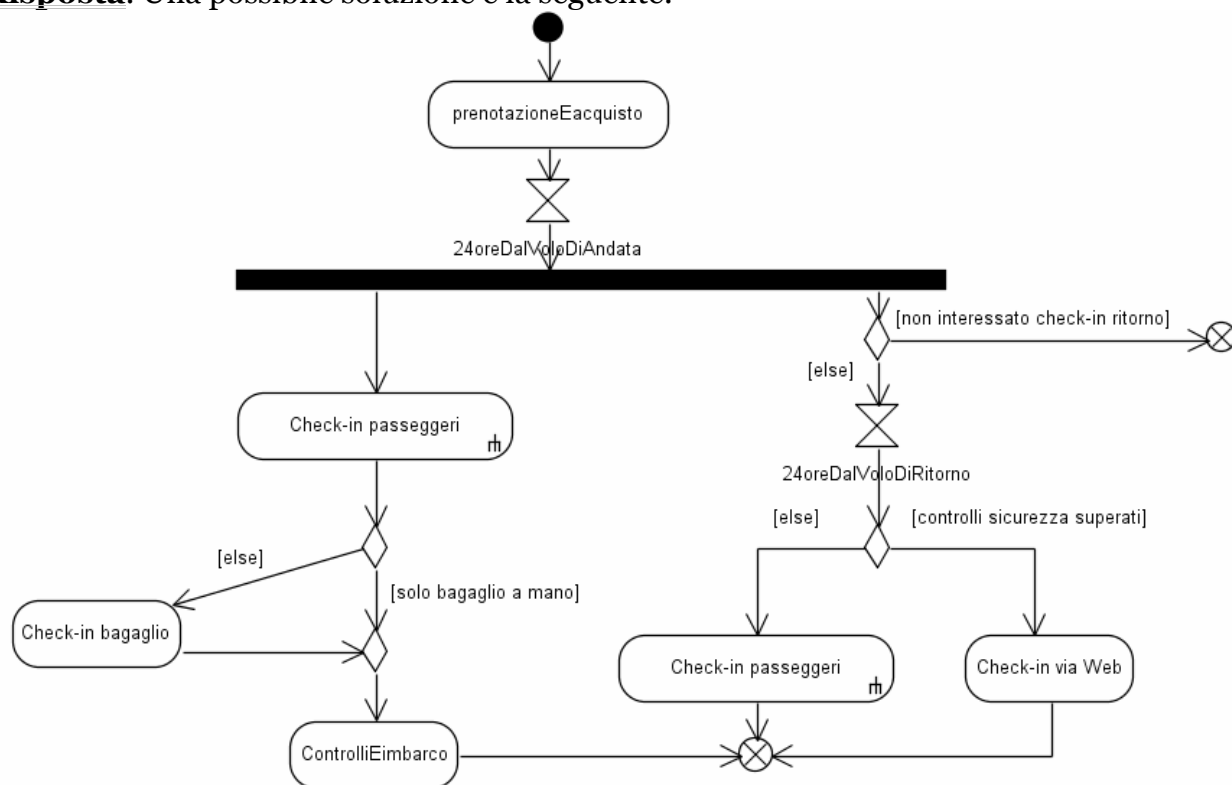 Risposta. Una possibile soluzione è la seguente.
prenotazioneEacquisto
24oreDalVoloDiAndata
[non interessato check-in ritorno]
[else]
Check-in passeggeri
24oreDalVoloDiRitorno
[else]
[controlli sicurezza superati]
[else]
[solo bagaglio a mano]
Check-in bagaglio
Check-in passeggeri
Check-in via Web
ControlliEimbarco